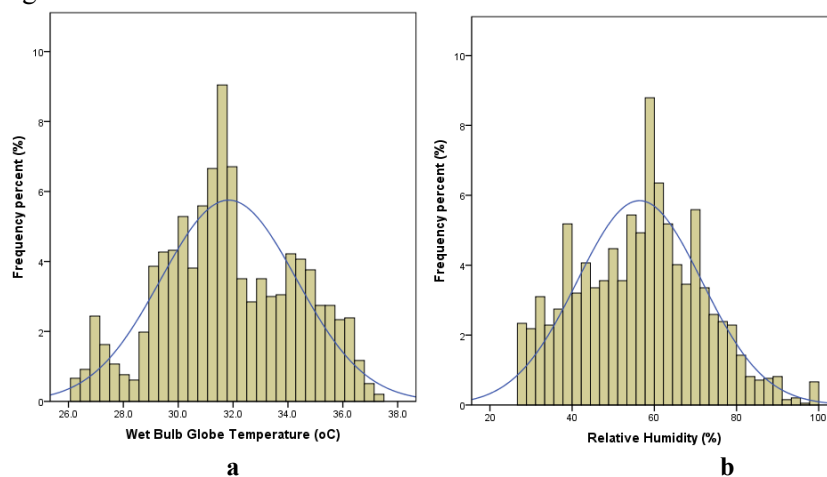 g
10
8
6
4
2
0
Frequency percent (%)
26.0 28.0 30.0 32.0 34.0 36.0 38.0
Wet Bulb Globe Temperature (oC)
a
10
8
6
4
2
0
Frequency percent (%)
20 40 60 80 100
Relative Humidity (%)
b